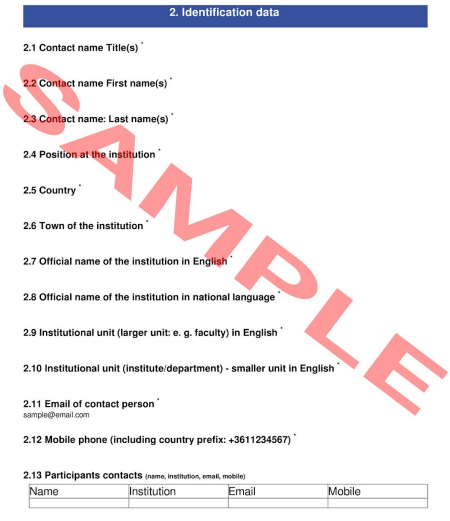 2. Identification data
2.1 Contact name Title(s) *
2.2 Contact name First name(s) *
2.3 Contact name: Last name(s) *
2.4 Position at the institution *
2.5 Country *
2.6 Town of the institution *
2.7 Official name of the institution in English *
2.8 Official name of the institution in national language *
2.9 Institutional unit (larger unit: e. g. faculty) in English *
2.10 Institutional unit (institute/department) - smaller unit in English *
2.11 Email of contact person *
sample@email.com
2.12 Mobile phone (including country prefix: +3611234567) *
2.13 Participants contacts (name, institution, email, mobile)
Name Institution Email Mobile
SAMPLE